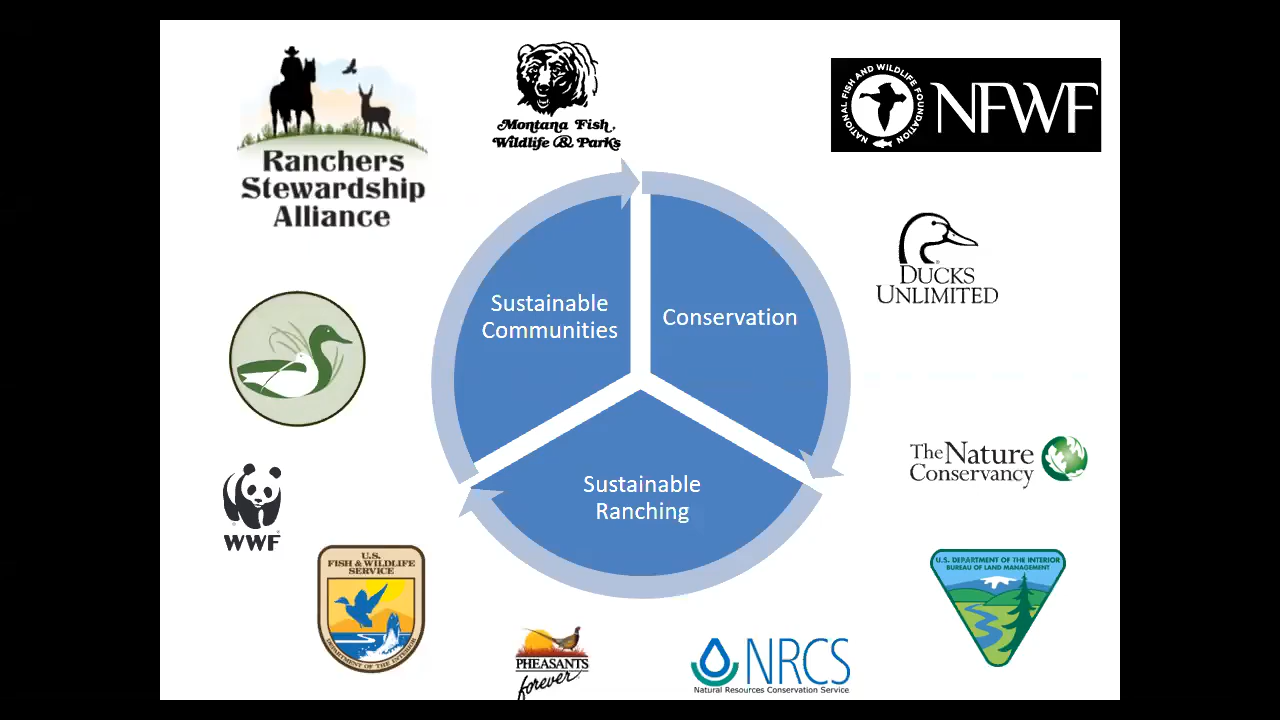 Ranchers
Stewardship
Alliance
Montana Fish,
Wildlife & Parks
NATIONAL FISH AND WILDLIFE FOUNDATION
NFWF
DUCKS
UNLIMITED
Sustainable
Communities
Conservation
Sustainable
Ranching
The Nature
Conservancy
WWF
U.S.
FISH & WILDLIFE
SERVICE
DEPARTMENT OF THE INTERIOR
U.S. DEPARTMENT OF THE INTERIOR
BUREAU OF LAND MANAGEMENT
PHEASANTS
forever
NRCS
Natural Resources Conservation Service